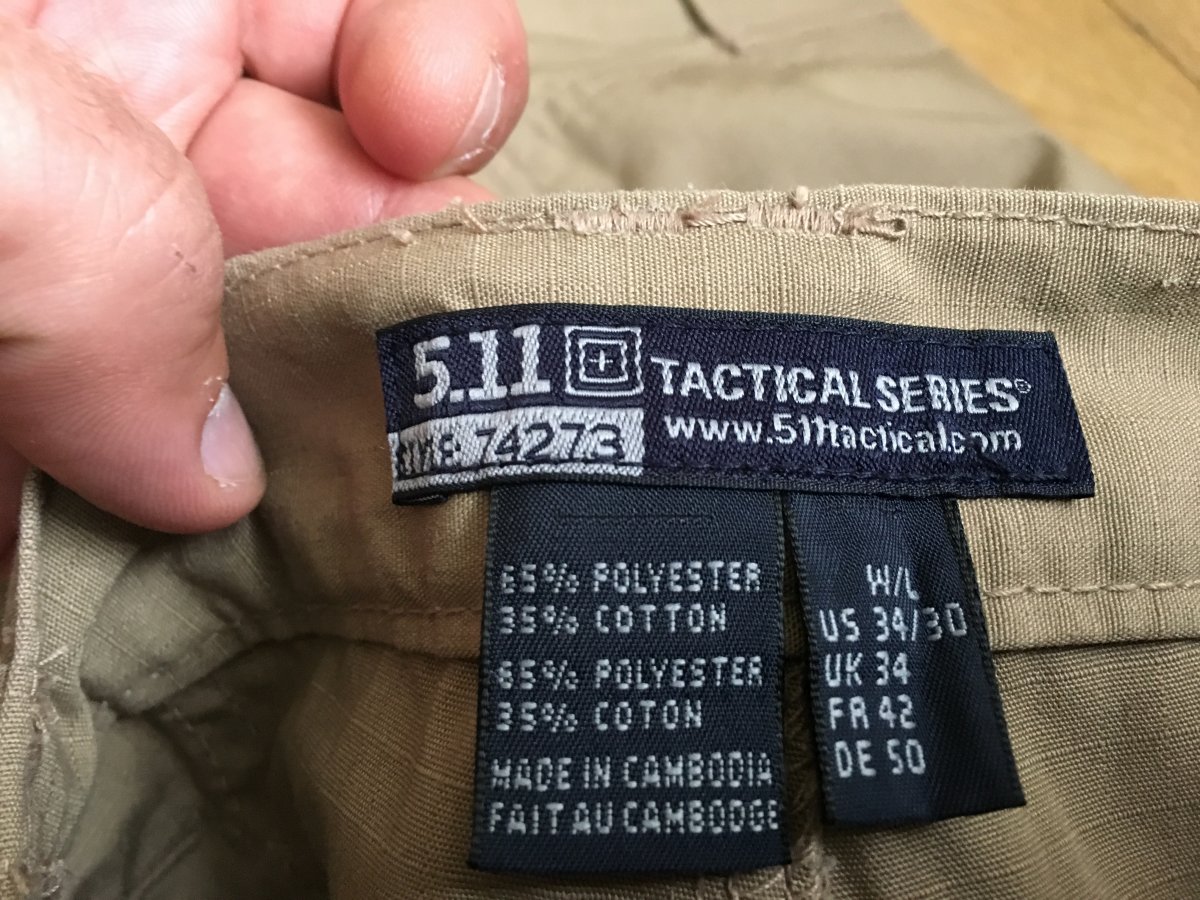 5.11 TACTICAL SERIES®
www.511tactical.com
STYLE 74273
65% POLYESTER
35% COTTON
65% POLYESTER
35% COTON
MADE IN CAMBODIA
FAIT AU CAMBODGE
W/L
US 34/30
UK 34
FR 42
DE 50